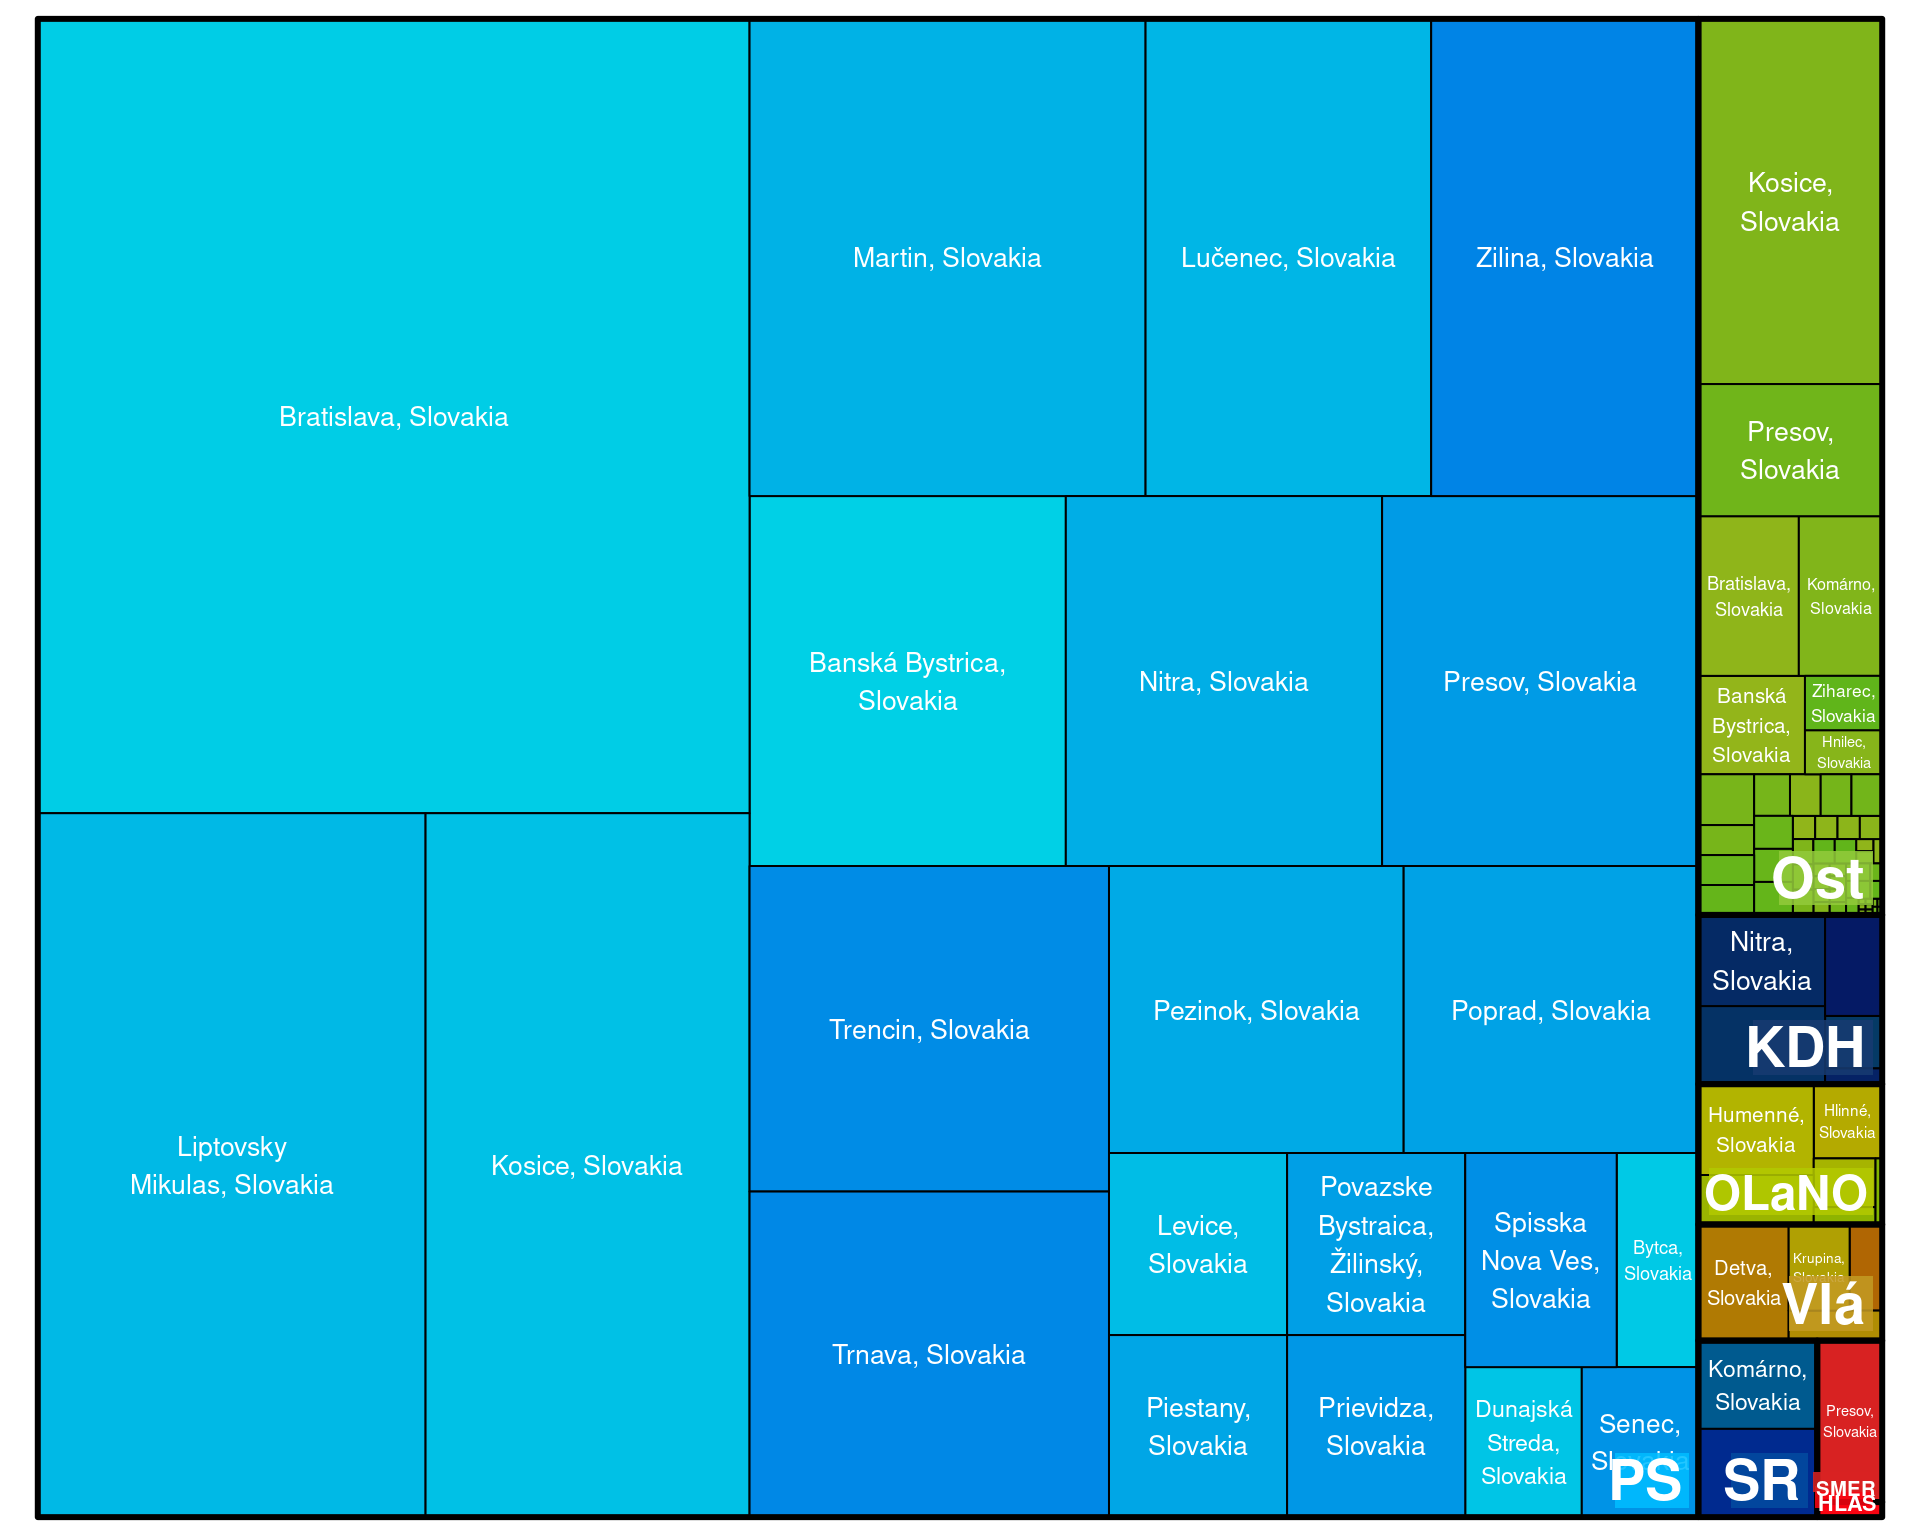 Bratislava, Slovakia
Martin, Slovakia
Lučenec, Slovakia
Zilina, Slovakia
Banská Bystrica,
Slovakia
Nitra, Slovakia
Presov, Slovakia
Liptovsky
Mikulas, Slovakia
Kosice, Slovakia
Trencin, Slovakia
Trnava, Slovakia
Pezinok, Slovakia
Poprad, Slovakia
Levice,
Slovakia
Povazske
Bystraica,
Žilinský,
Slovakia
Spisska
Nova Ves,
Slovakia
Bytca,
Slovakia
Piestany,
Slovakia
Prievidza,
Slovakia
Dunajská
Streda,
Slovakia
Senec,
Slovakia
PS
Kosice,
Slovakia
Presov,
Slovakia
Bratislava,
Slovakia
Komárno,
Slovakia
Banská
Bystrica,
Slovakia
Ziharec,
Slovakia
Hnilec,
Slovakia
Ost
Nitra,
Slovakia
KDH
Humenné,
Slovakia
Hlinné,
Slovakia
OLaNO
Detva,
Slovakia
Krupina,
Slovakia
Vlá
Komárno,
Slovakia
SR
Presov,
Slovakia
SMER
HLAS